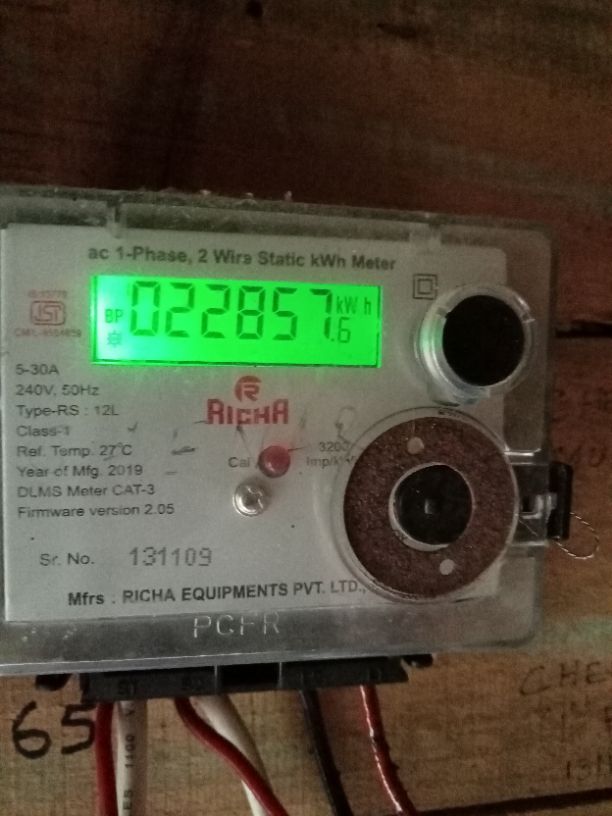 ac 1-Phase, 2 Wire Static kWh Meter
BP 022857.6 kWh
5-30A
240V, 50Hz
Type-RS : 12L
Class-1
Ref. Temp. 27°C
Year of Mfg. 2019
DLMS Meter CAT-3
Firmware version 2.05
RICHA
Cal
3200
Imp/k
Sr. No. 131109
Mfrs : RICHA EQUIPMENTS PVT. LTD.,
65
CHE